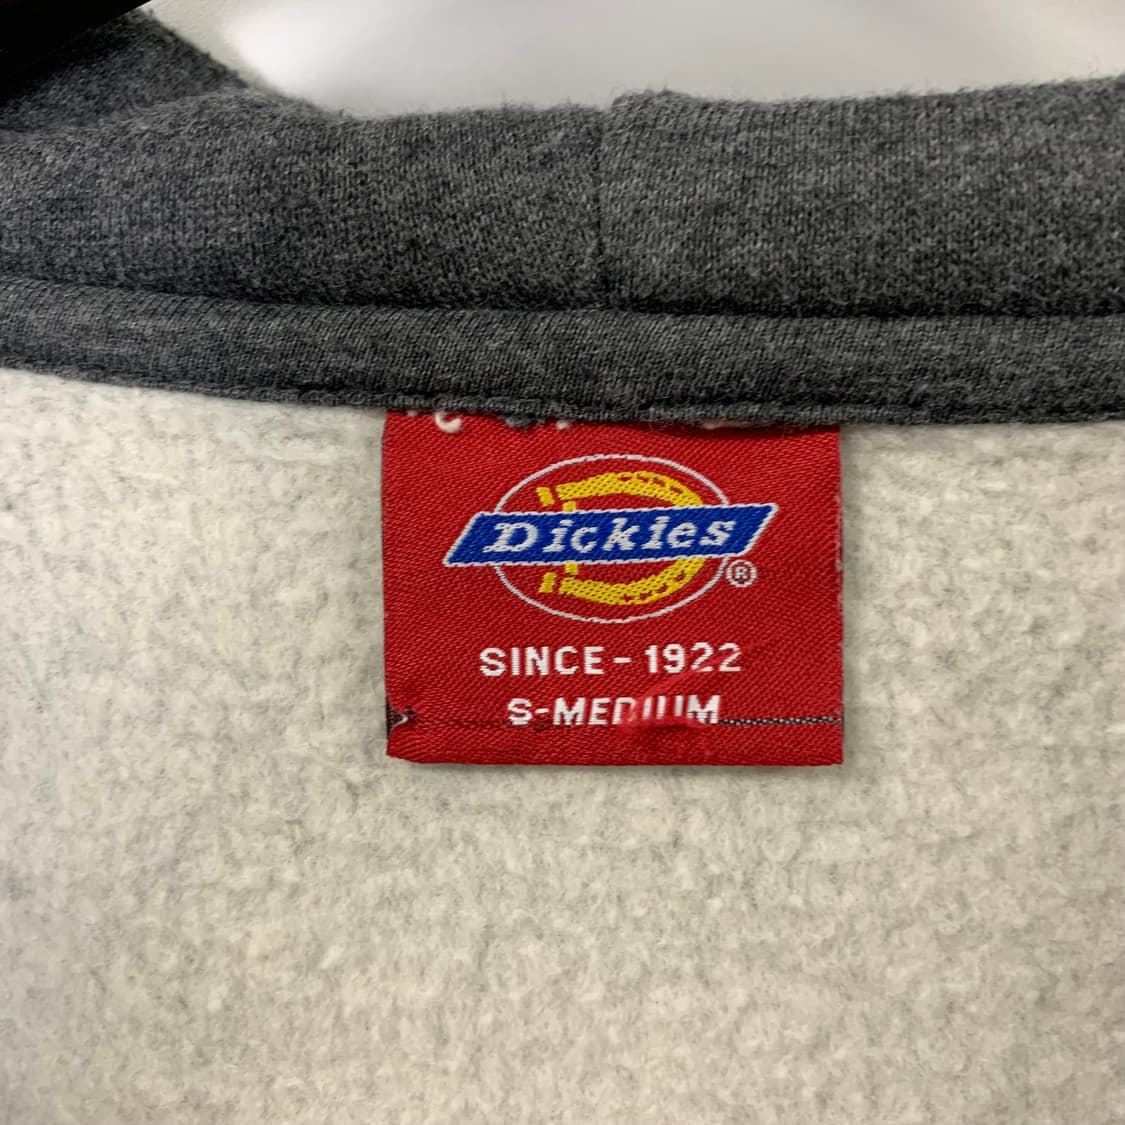 Dickies
®
SINCE - 1922
S-MEDIUM